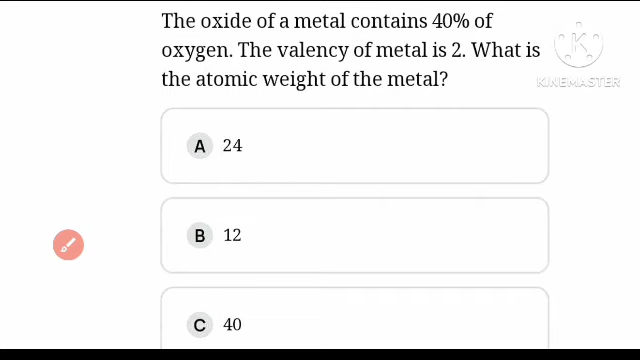 The oxide of a metal contains 40% of
oxygen. The valency of metal is 2. What is
the atomic weight of the metal?
K
KINEMASTER
A 24
B 12
C 40